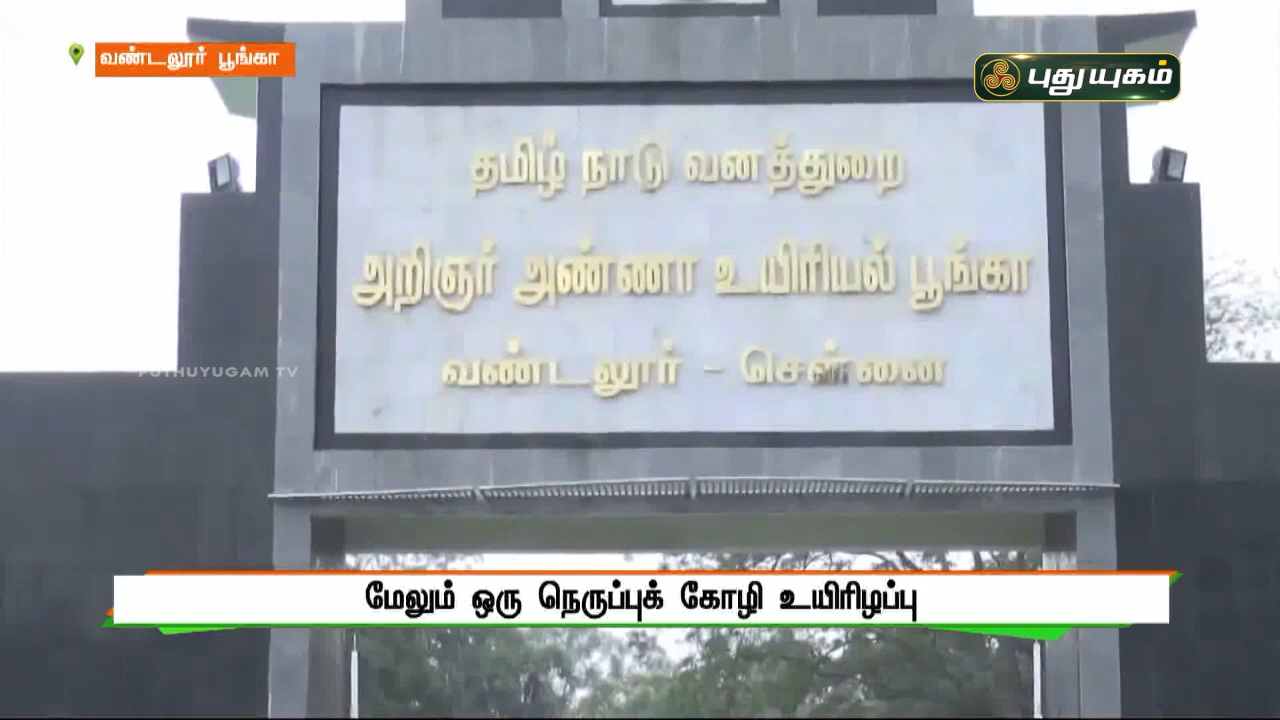 வண்டலூர் பூங்கா
புதுயுகம்
தமிழ் நாடு வனத்துறை
அறிஞர் அண்ணா உயிரியல் பூங்கா
வண்டலூர் - சென்னை
PUTHUYUGAM TV
மேலும் ஒரு நெருப்புக் கோழி உயிரிழப்பு